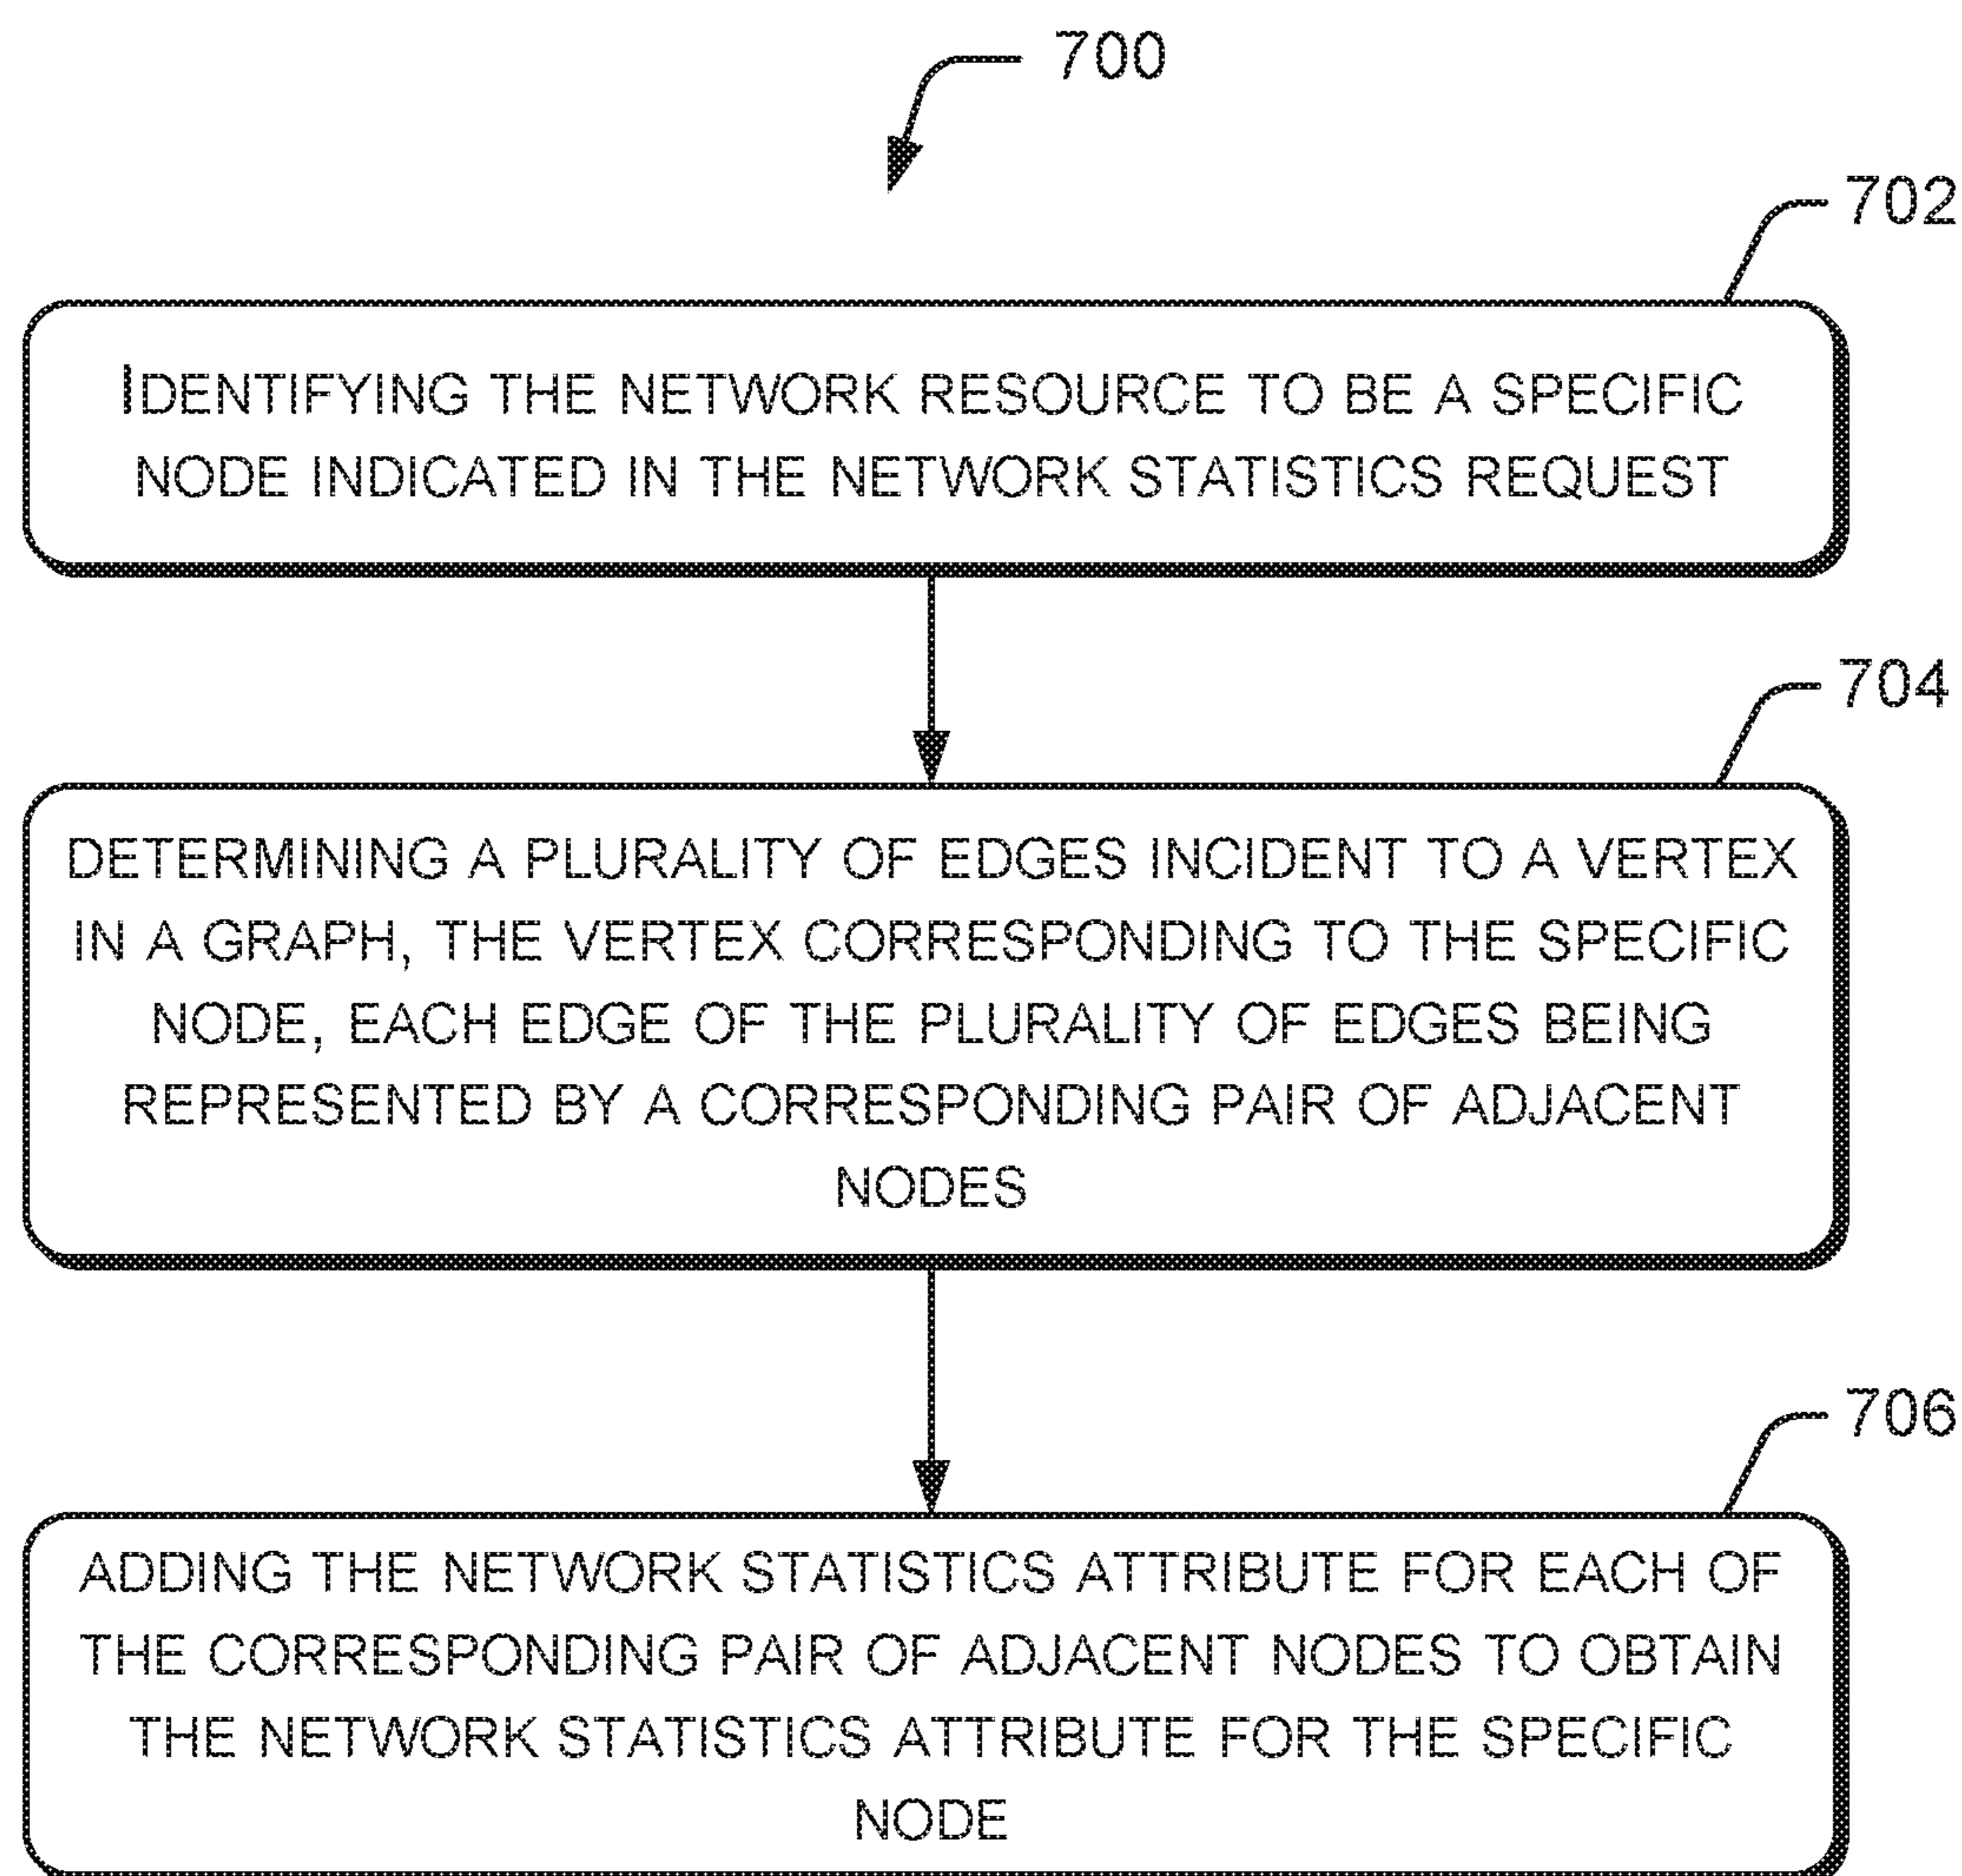 700
702
IDENTIFYING THE NETWORK RESOURCE TO BE A SPECIFIC
NODE INDICATED IN THE NETWORK STATISTICS REQUEST
704
DETERMINING A PLURALITY OF EDGES INCIDENT TO A VERTEX
IN A GRAPH, THE VERTEX CORRESPONDING TO THE SPECIFIC
NODE, EACH EDGE OF THE PLURALITY OF EDGES BEING
REPRESENTED BY A CORRESPONDING PAIR OF ADJACENT
NODES
706
ADDING THE NETWORK STATISTICS ATTRIBUTE FOR EACH OF
THE CORRESPONDING PAIR OF ADJACENT NODES TO OBTAIN
THE NETWORK STATISTICS ATTRIBUTE FOR THE SPECIFIC
NODE